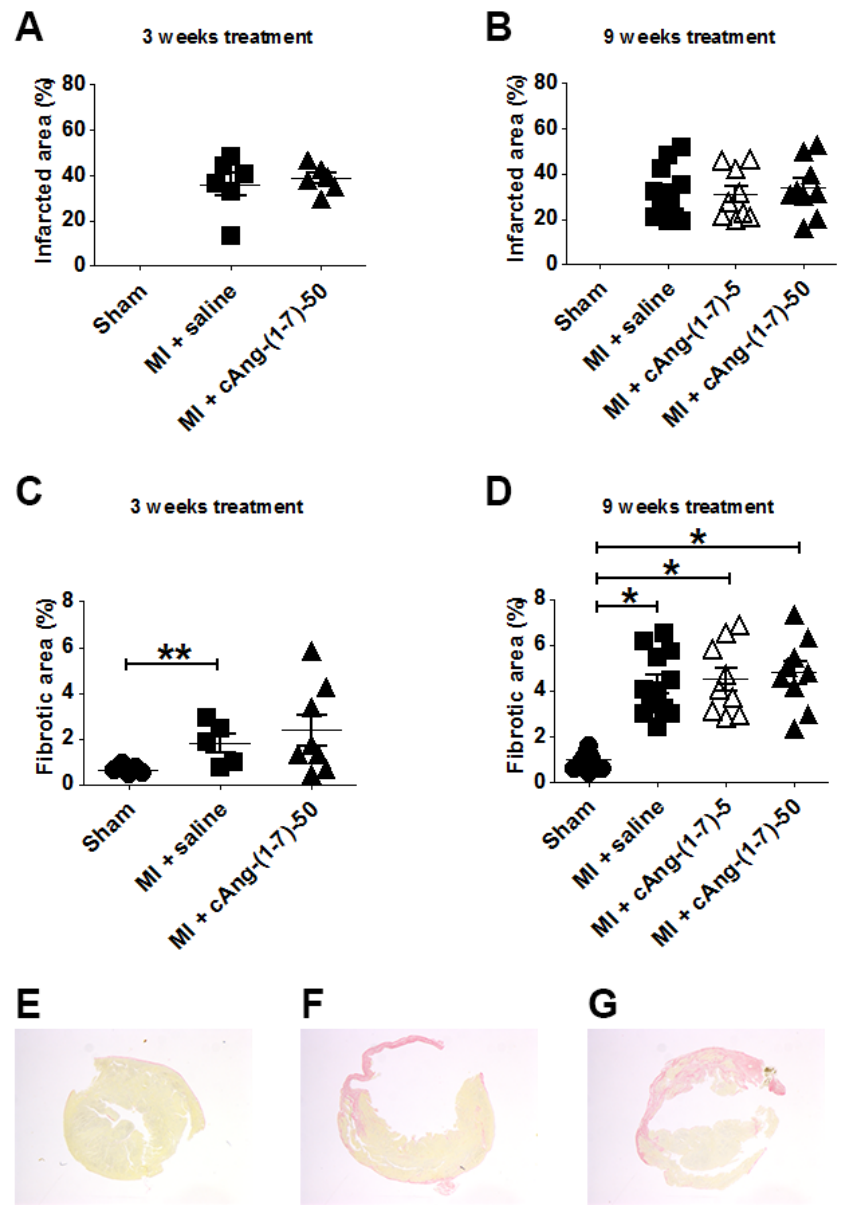 A
3 weeks treatment
Infarcted area (%)
80
60
40
20
0
Sham
MI + saline
MI + cAng-(1-7)-50
B
9 weeks treatment
Infarcted area (%)
80
60
40
20
0
Sham
MI + saline
MI + cAng-(1-7)-5
MI + cAng-(1-7)-50
C
3 weeks treatment
Fibrotic area (%)
8
6
4
2
0
**
Sham
MI + saline
MI + cAng-(1-7)-50
D
9 weeks treatment
*
*
*
Fibrotic area (%)
8
6
4
2
0
Sham
MI + saline
MI + cAng-(1-7)-5
MI + cAng-(1-7)-50
E
F
G